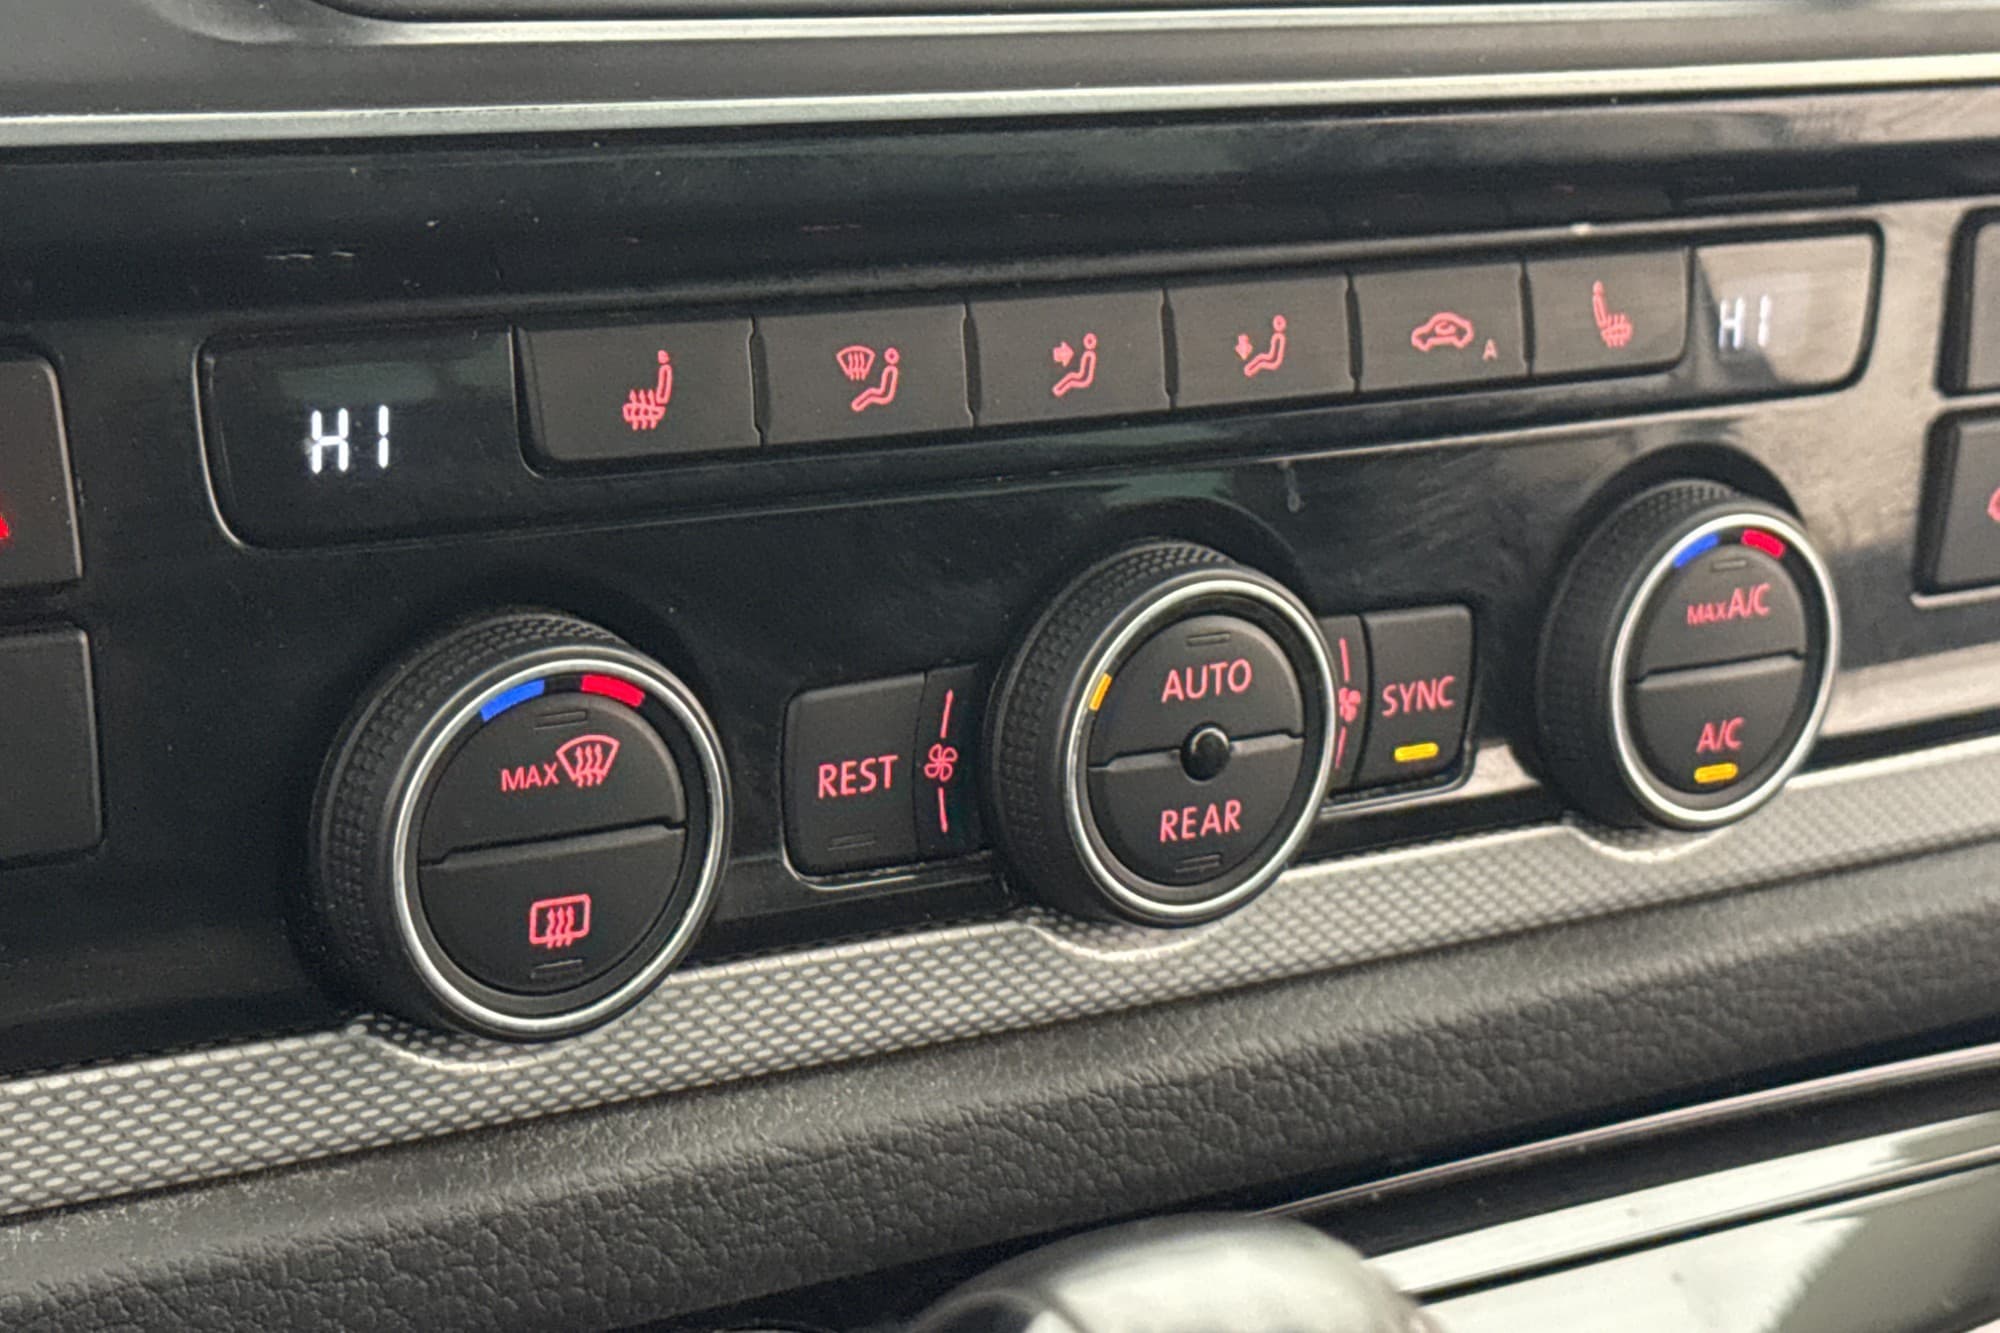 HI
A
HI
MAX
REST
AUTO
REAR
SYNC
MAX A/C
A/C